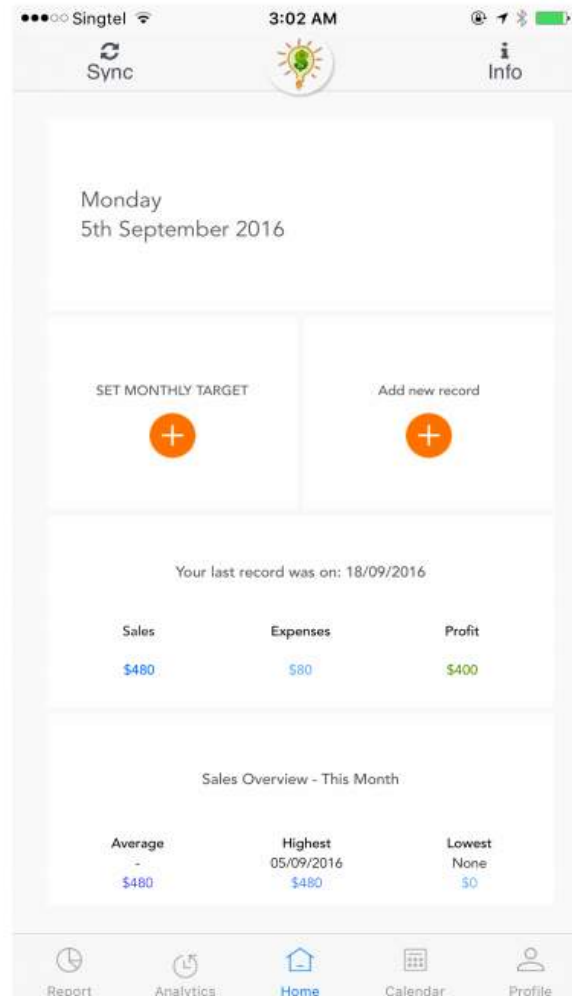 Singtel 3:02 AM
Sync Info
Monday
5th September 2016
SET MONTHLY TARGET Add new record
Your last record was on: 18/09/2016
Sales Expenses Profit
$480 $80 $400
Sales Overview - This Month
Average Highest Lowest
- 05/09/2016 None
$480 $480 $0
Report Analytics Home Calendar Profile